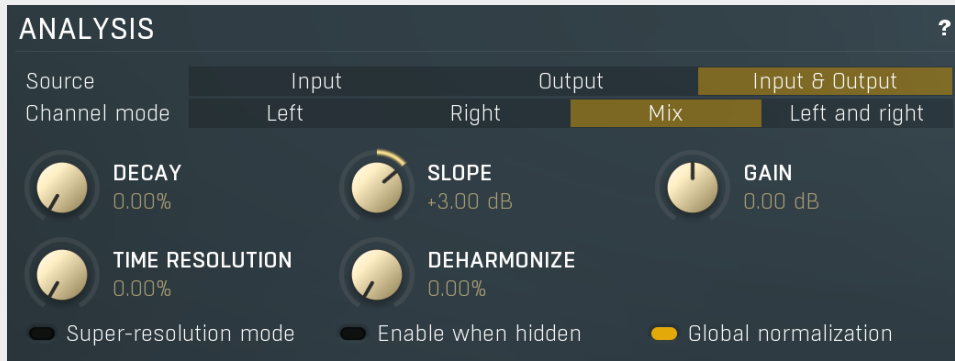 ANALYSIS ?
Source Input Output Input & Output
Channel mode Left Right Mix Left and right
DECAY SLOPE GAIN
0.00% +3.00 dB 0.00 dB
TIME RESOLUTION DEHARMONIZE
0.00% 0.00%
Super-resolution mode Enable when hidden Global normalization